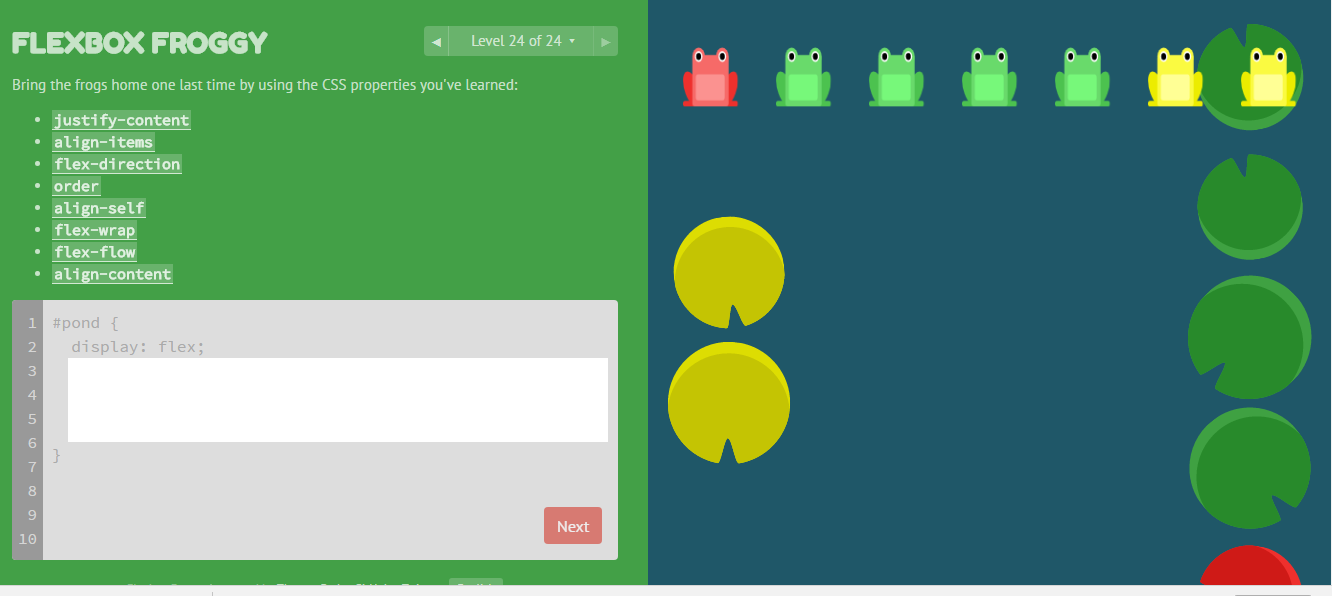 FLEXBOX FROGGY
◀ Level 24 of 24 ▾ ▶
Bring the frogs home one last time by using the CSS properties you've learned:
• justify-content
• align-items
• flex-direction
• order
• align-self
• flex-wrap
• flex-flow
• align-content
1 #pond {
2 display: flex;
3
4
5
6 }
7
8
9
10
Next